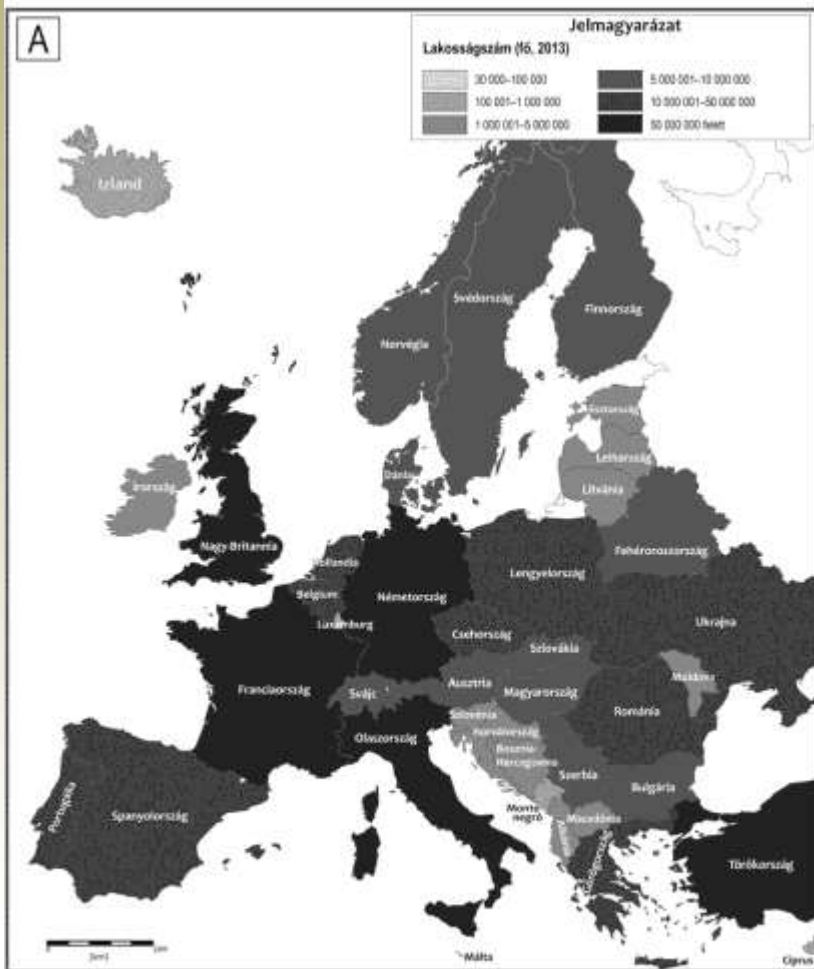 A
Jelmagyarázat
Lakosságszám (fő, 2013)
30 000–100 000
5 000 001–10 000 000
100 001–1 000 000
10 000 001–50 000 000
1 000 001–5 000 000
50 000 000 felett
Izland
Svédország
Finnország
Norvégia
Észtország
Lettország
Dánia
Litvánia
Írország
Nagy-Britannia
Fehéroroszország
Hollandia
Lengyelország
Belgium
Németország
Ukrajna
Luxemburg
Csehország
Szlovákia
Moldova
Franciaország
Svájc
Ausztria
Magyarország
Románia
Szlovénia
Olaszország
Horvátország
Bosznia-
Hercegovina
Szerbia
Bulgária
Portugália
Spanyolország
Monte
negró
Macedónia
Görögország
Törökország
Málta
Ciprus